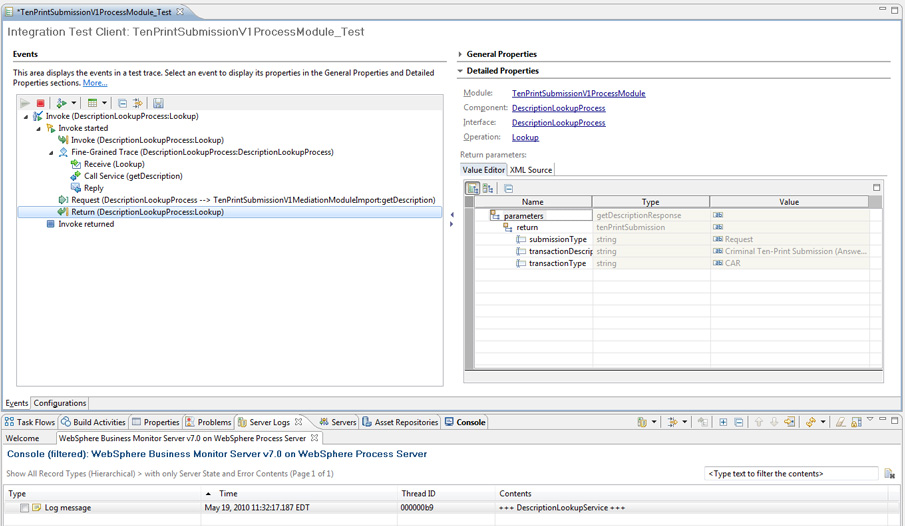 *TenPrintSubmissionV1ProcessModule_Test
Integration Test Client: TenPrintSubmissionV1ProcessModule_Test
Events
This area displays the events in a test trace. Select an event to display its properties in the General Properties and Detailed
Properties sections. More...
Invoke (DescriptionLookupProcess:Lookup)
Invoke started
Invoke (DescriptionLookupProcess:Lookup)
Fine-Grained Trace (DescriptionLookupProcess:DescriptionLookupProcess)
Receive (Lookup)
Call Service (getDescription)
Reply
Request (DescriptionLookupProcess --> TenPrintSubmissionV1MediationModuleImport:getDescription)
Return (DescriptionLookupProcess:Lookup)
Invoke returned
General Properties
Detailed Properties
Module: TenPrintSubmissionV1ProcessModule
Component: DescriptionLookupProcess
Interface: DescriptionLookupProcess
Operation: Lookup
Return parameters:
Value Editor XML Source
Name Type Value
parameters getDescriptionResponse
return tenPrintSubmission
submissionType string Request
transactionDescrip string Criminal Ten-Print Submission (Answe...
transactionType string CAR
Events Configurations
Task Flows Build Activities Properties Problems Server Logs Servers Asset Repositories Console
Welcome WebSphere Business Monitor Server v7.0 on WebSphere Process Server
Console (filtered): WebSphere Business Monitor Server v7.0 on WebSphere Process Server
Show All Record Types (Hierarchical) > with only Server State and Error Contents (Page 1 of 1)
<Type text to filter the contents>
Type Time Thread ID Contents
Log message May 19, 2010 11:32:17.187 EDT 000000b9 +++ DescriptionLookupService +++